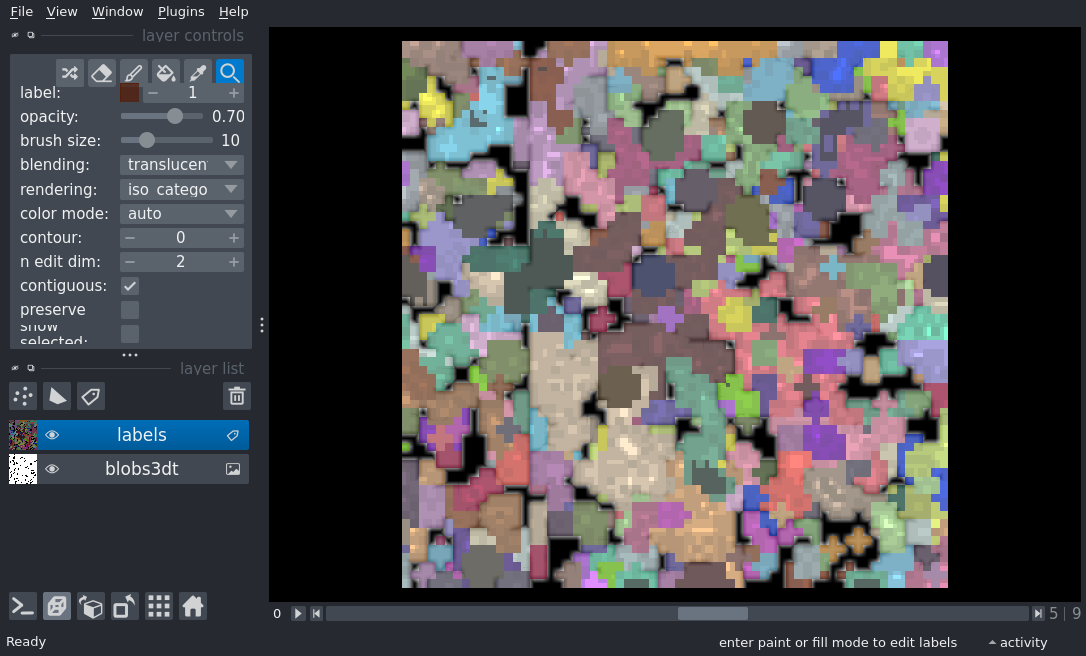 File View Window Plugins Help
layer controls
label: 1
opacity: 0.70
brush size: 10
blending: translucen
rendering: iso catego
color mode: auto
contour: 0
n edit dim: 2
contiguous:
preserve
show
selected:
layer list
labels
blobs3dt
0 5 9
Ready enter paint or fill mode to edit labels activity